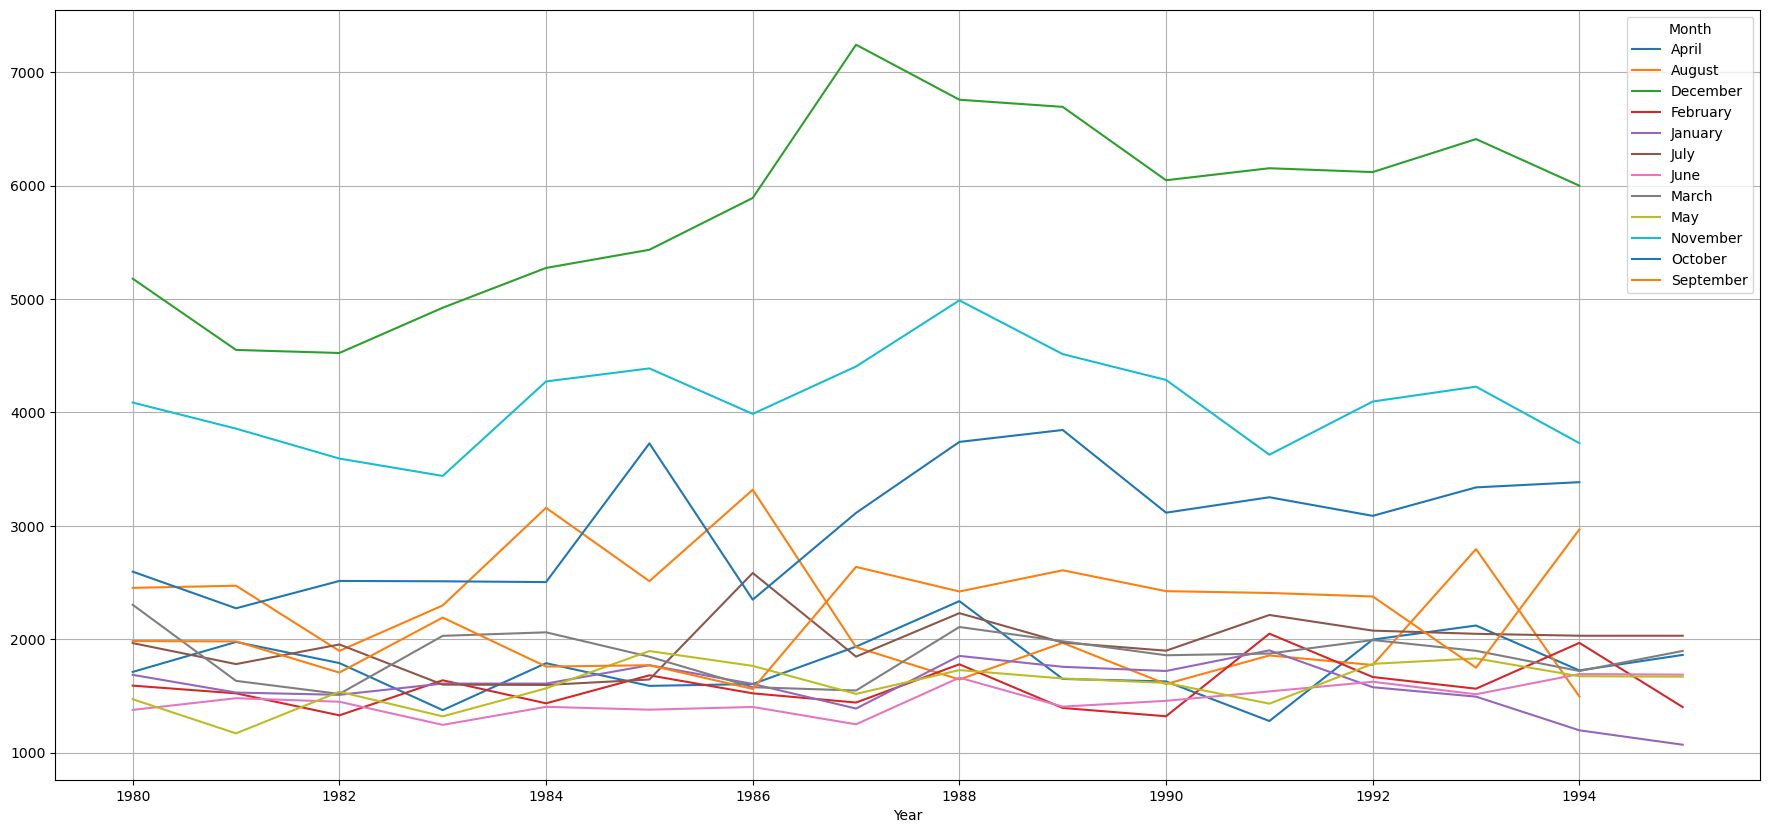 Month
April
August
December
February
January
July
June
March
May
November
October
September
7000
6000
5000
4000
3000
2000
1000
1980 1982 1984 1986 1988 1990 1992 1994
Year